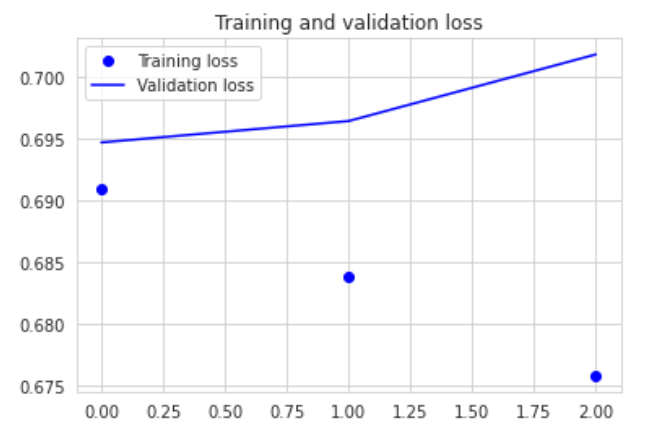 Training and validation loss
Training loss
Validation loss
0.700
0.695
0.690
0.685
0.680
0.675
0.00 0.25 0.50 0.75 1.00 1.25 1.50 1.75 2.00